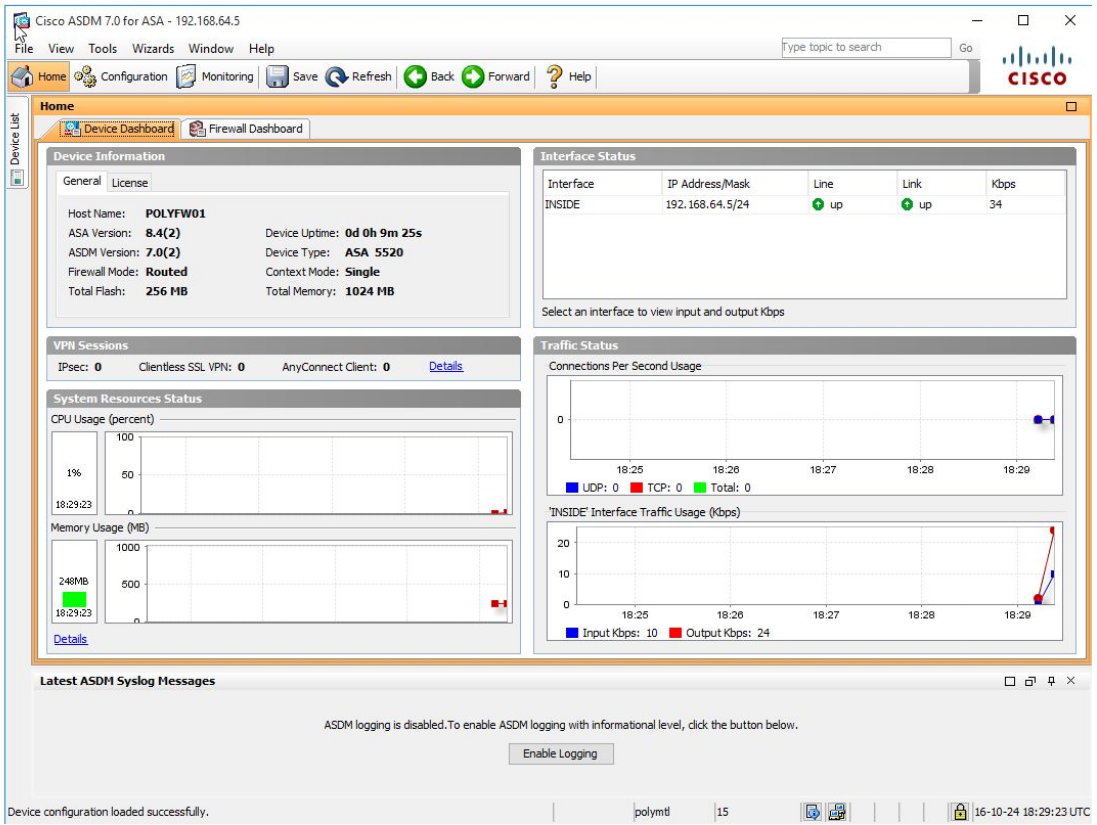 Cisco ASDM 7.0 for ASA - 192.168.64.5
File View Tools Wizards Window Help
Type topic to search Go
Home Configuration Monitoring Save Refresh Back Forward Help
CISCO
Device List
Home
Device Dashboard Firewall Dashboard
Device Information
General License
Host Name: POLYFW01
ASA Version: 8.4(2) Device Uptime: 0d 0h 9m 25s
ASDM Version: 7.0(2) Device Type: ASA 5520
Firewall Mode: Routed Context Mode: Single
Total Flash: 256 MB Total Memory: 1024 MB
Interface Status
Interface IP Address/Mask Line Link Kbps
INSIDE 192.168.64.5/24 up up 34
Select an interface to view input and output Kbps
VPN Sessions
IPsec: 0 Clientless SSL VPN: 0 AnyConnect Client: 0 Details
System Resources Status
CPU Usage (percent)
100
50
0
1%
18:29:23
Memory Usage (MB)
1000
500
0
248MB
18:29:23
Details
Traffic Status
Connections Per Second Usage
0
18:25 18:26 18:27 18:28 18:29
UDP: 0 TCP: 0 Total: 0
'INSIDE' Interface Traffic Usage (Kbps)
20
10
0
18:25 18:26 18:27 18:28 18:29
Input Kbps: 10 Output Kbps: 24
Latest ASDM Syslog Messages
ASDM logging is disabled.To enable ASDM logging with informational level, click the button below.
Enable Logging
Device configuration loaded successfully. polymtl 15 16-10-24 18:29:23 UTC